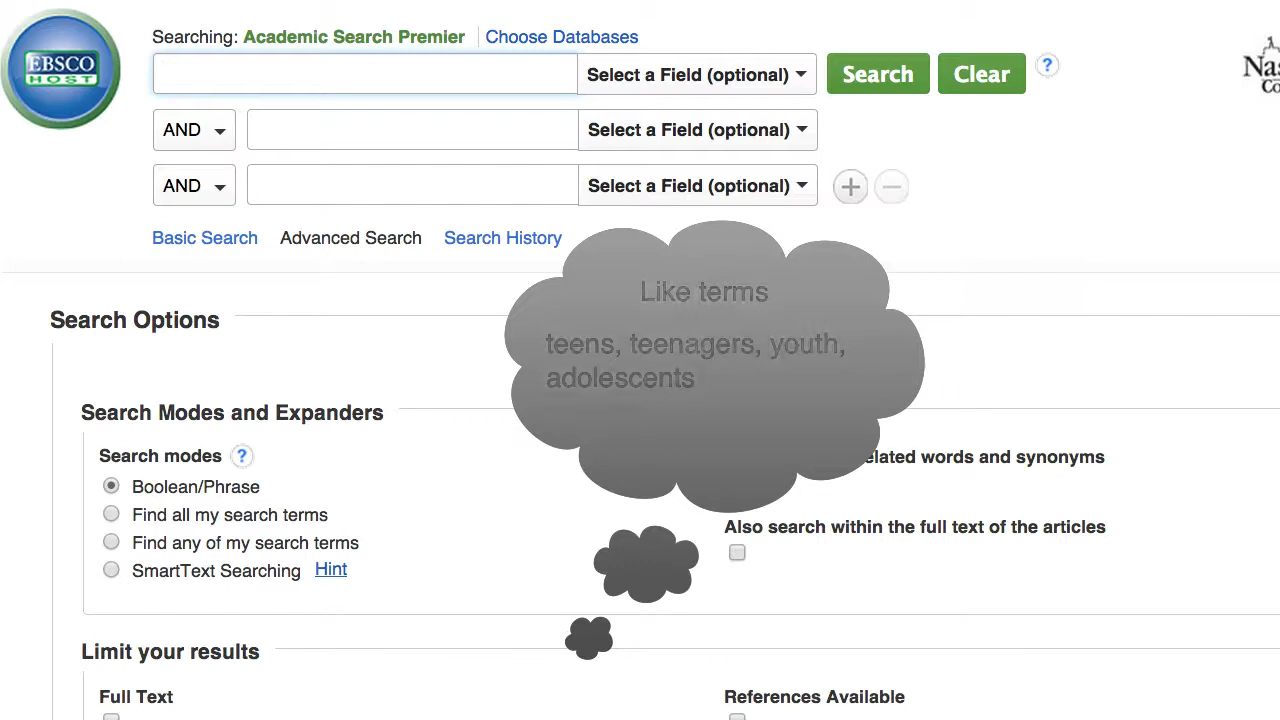 EBSCO
HOST
Searching: Academic Search Premier Choose Databases
Select a Field (optional) Search Clear ?
AND Select a Field (optional)
AND Select a Field (optional)
Basic Search Advanced Search Search History
Like terms
teens, teenagers, youth,
adolescents
Search Options
Search Modes and Expanders
Search modes ?
Boolean/Phrase
Find all my search terms
Find any of my search terms
SmartText Searching Hint
words and synonyms
Also search within the full text of the articles
Limit your results
Full Text
References Available